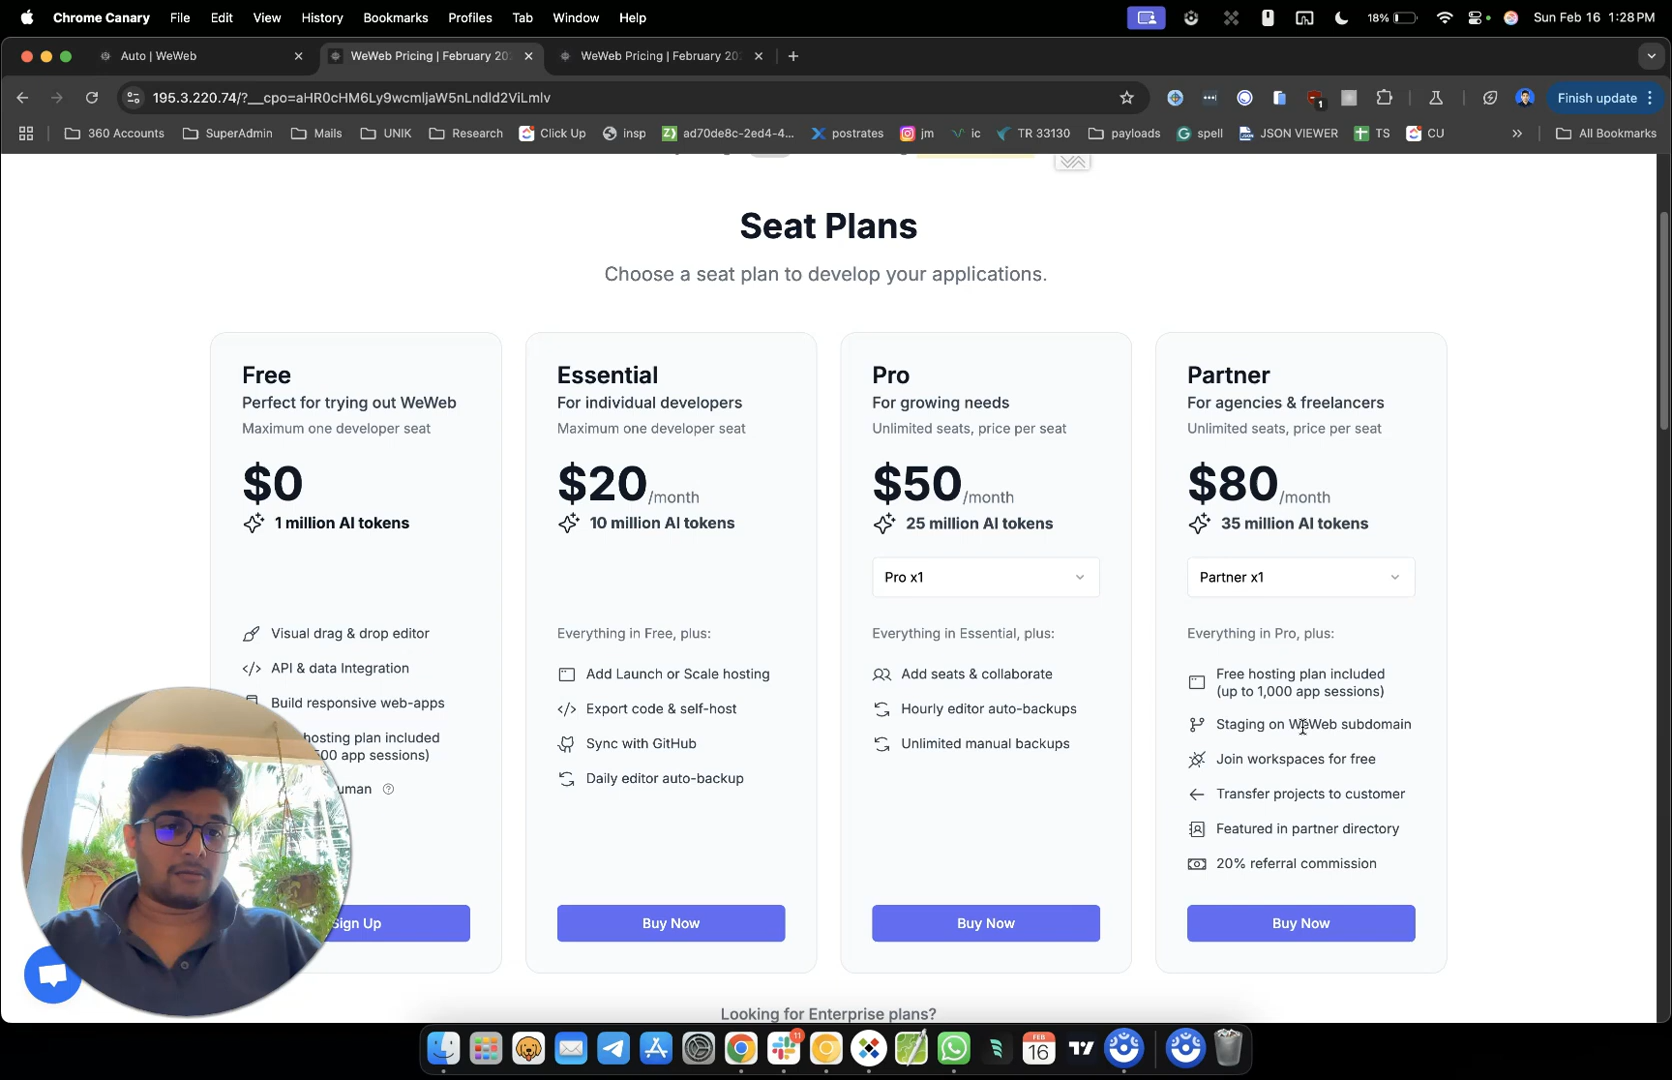 Chrome Canary File Edit View History Bookmarks Profiles Tab Window Help 18% Sun Feb 16 1:28 PM
Auto | WeWeb WeWeb Pricing | February 202 WeWeb Pricing | February 202
195.3.220.74/?__cpo=aHR0cHM6Ly9wcmljaW5nLndld2ViLmlv Finish update
360 Accounts SuperAdmin Mails UNIK Research Click Up insp ad70de8c-2ed4-4... postrates jm ic TR 33130 payloads spell JSON VIEWER TS CU All Bookmarks
Seat Plans
Choose a seat plan to develop your applications.
Free
Perfect for trying out WeWeb
Maximum one developer seat
$0
1 million AI tokens
Visual drag & drop editor
API & data Integration
Build responsive web-apps
hosting plan included
500 app sessions)
uman
Sign Up
Essential
For individual developers
Maximum one developer seat
$20/month
10 million AI tokens
Everything in Free, plus:
Add Launch or Scale hosting
Export code & self-host
Sync with GitHub
Daily editor auto-backup
Buy Now
Pro
For growing needs
Unlimited seats, price per seat
$50/month
25 million AI tokens
Pro x1
Everything in Essential, plus:
Add seats & collaborate
Hourly editor auto-backups
Unlimited manual backups
Buy Now
Partner
For agencies & freelancers
Unlimited seats, price per seat
$80/month
35 million AI tokens
Partner x1
Everything in Pro, plus:
Free hosting plan included
(up to 1,000 app sessions)
Staging on WeWeb subdomain
Join workspaces for free
Transfer projects to customer
Featured in partner directory
20% referral commission
Buy Now
Looking for Enterprise plans?
11
FEB
16